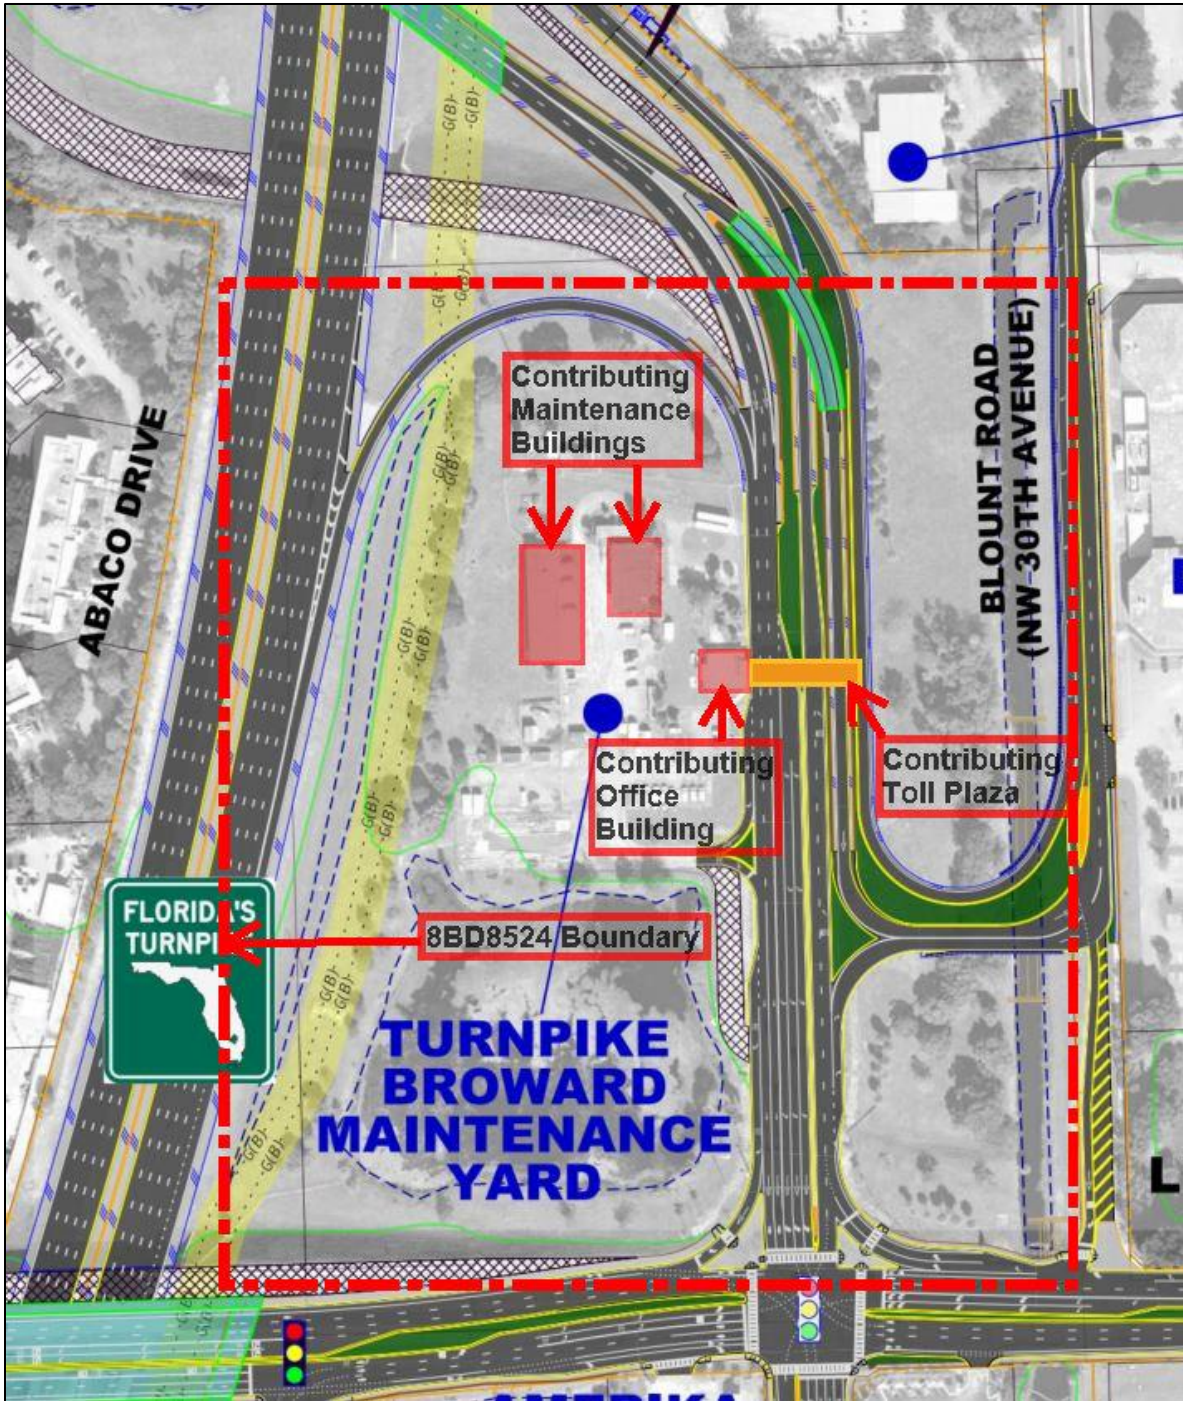 Contributing
Maintenance
Buildings
BLOUNT ROAD
(NW 30TH AVENUE)
ABACO DRIVE
Contributing
Office
Building
Contributing
Toll Plaza
FLORIDA'S
8BD8524 Boundary
TURNPIKE
BROWARD
MAINTENANCE
YARD
L
-G(B)-
-G(B)-
-G(B)-
-G(B)-
-G(B)-
-G(B)-
-G(B)-
-G(B)-
-G(B)-
-G(B)-
-G(B)-
-G(B)-